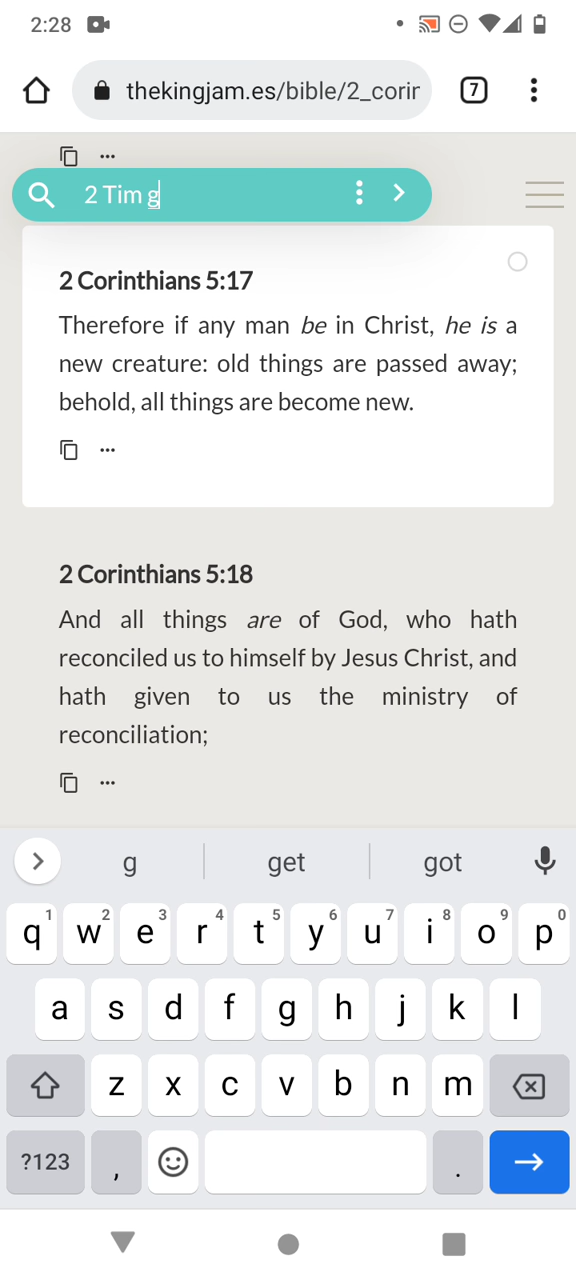 2:28
thekingjam.es/bible/2_corin
7
2 Tim g
2 Corinthians 5:17
Therefore if any man be in Christ, he is a
new creature: old things are passed away;
behold, all things are become new.
2 Corinthians 5:18
And all things are of God, who hath
reconciled us to himself by Jesus Christ, and
hath given to us the ministry of
reconciliation;
g get got
q 1 w 2 e 3 r 4 t 5 y 6 u 7 i 8 o 9 p 0
a s d f g h j k l
z x c v b n m
?123 , .